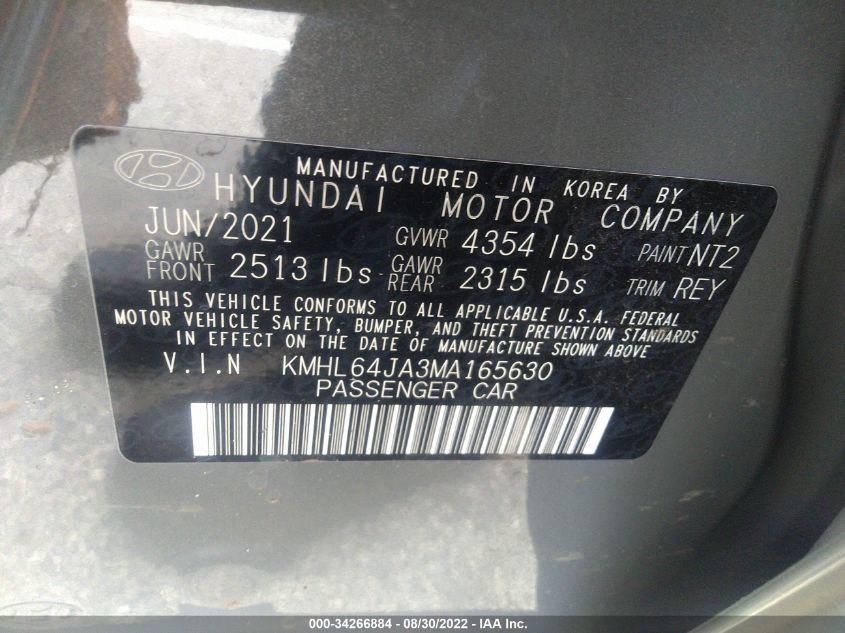 MANUFACTURED IN KOREA BY
HYUNDAI MOTOR COMPANY
JUN/2021 GVWR 4354 lbs PAINT NT2
GAWR FRONT 2513 lbs GAWR REAR 2315 lbs TRIM REY
THIS VEHICLE CONFORMS TO ALL APPLICABLE U.S.A. FEDERAL
MOTOR VEHICLE SAFETY, BUMPER, AND THEFT PREVENTION STANDARDS
IN EFFECT ON THE DATE OF MANUFACTURE SHOWN ABOVE
V.I.N KMHL64JA3MA165630
PASSENGER CAR
000-34266884 - 08/30/2022 - IAA Inc.